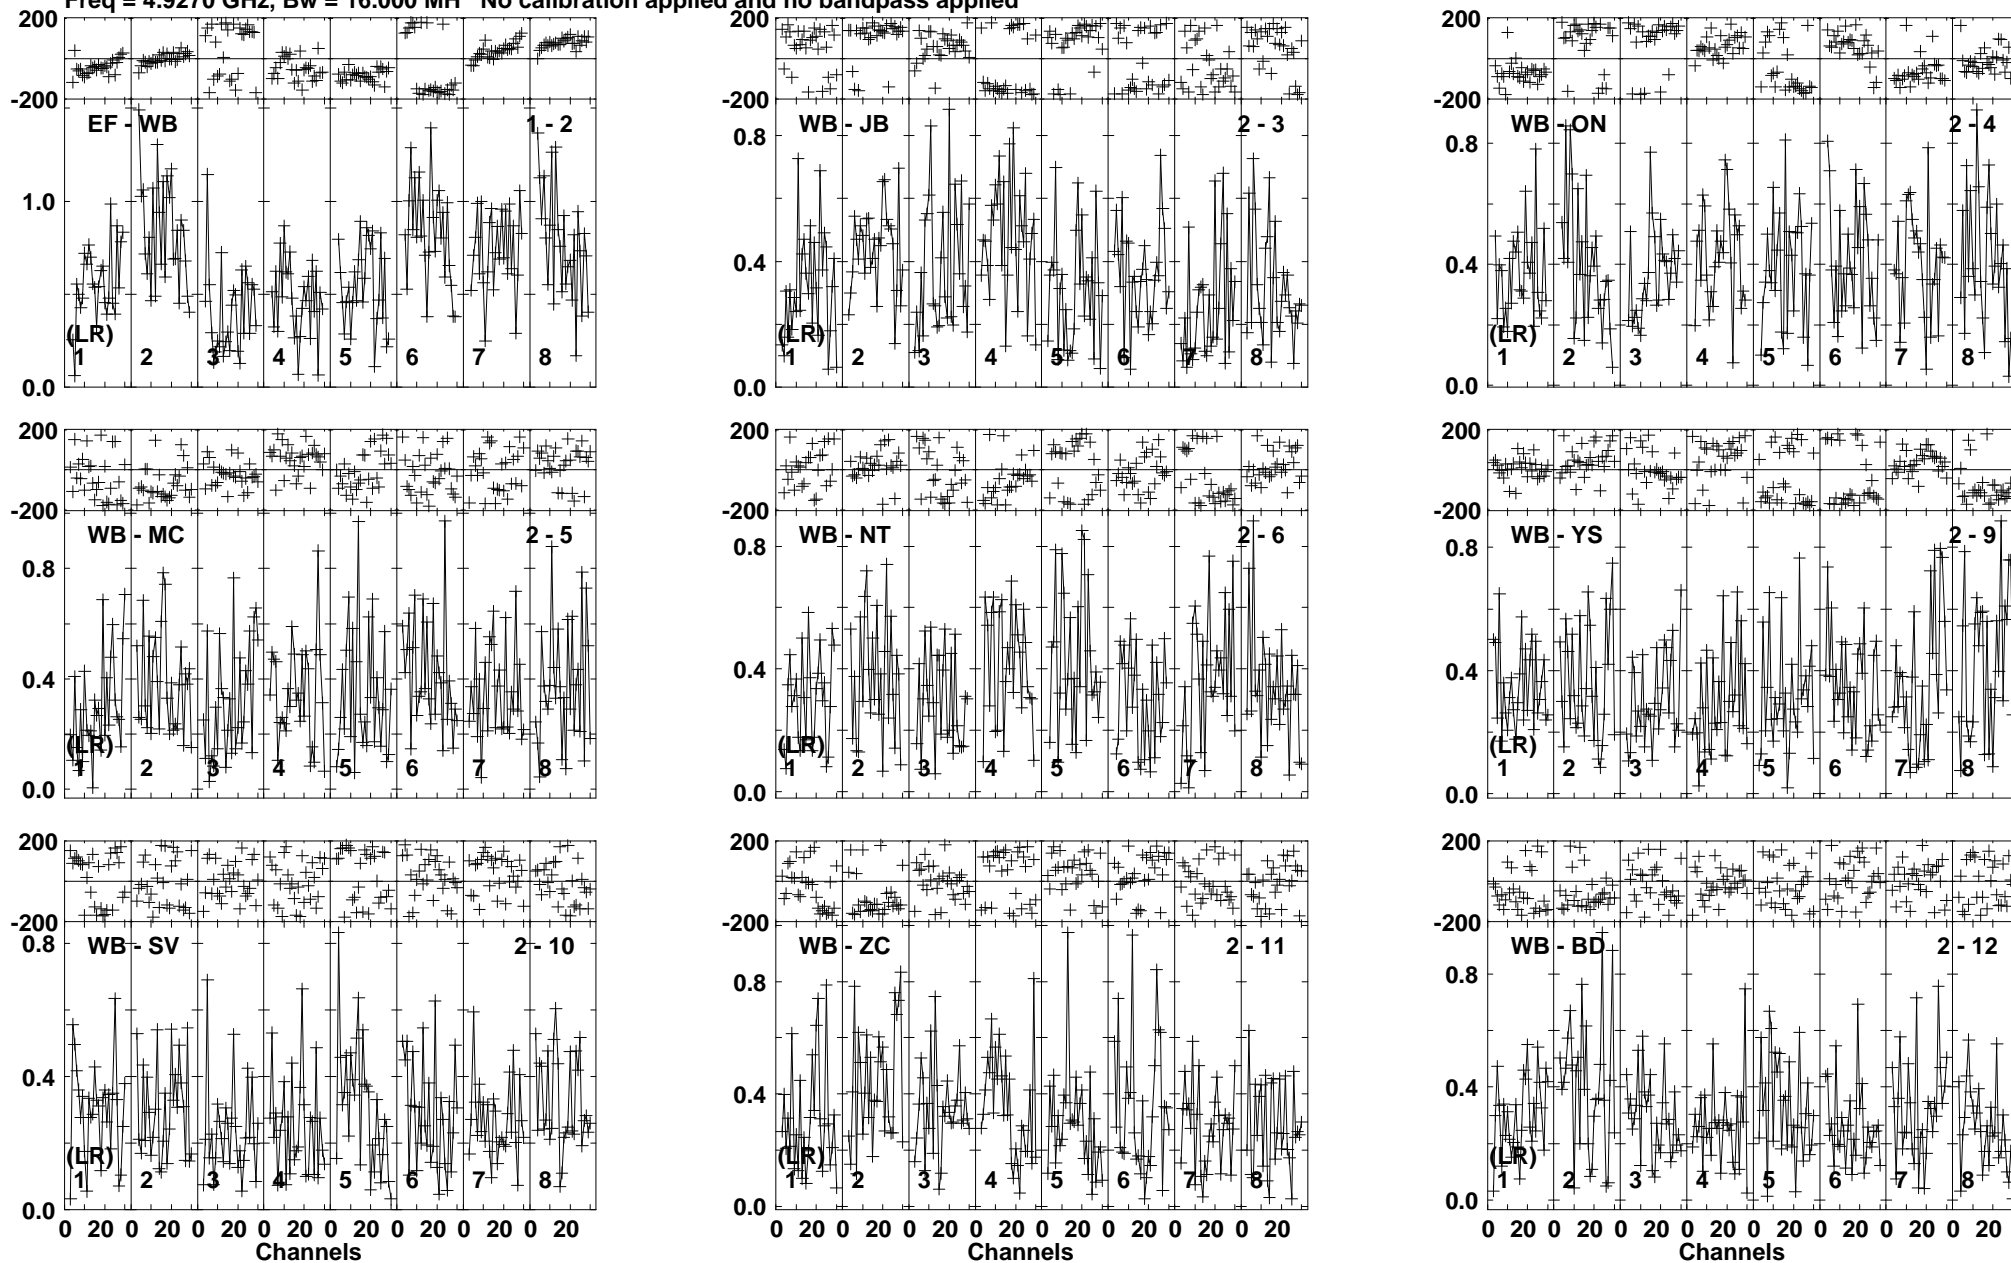 Freq = 4.9270 GHz, Bw = 16.000 MH No calibration applied and no bandpass applied
200 200 200
-200 -200 -200
EF - WB 1 - 2 WB - JB 2 - 3 WB - ON 2 - 4
0.8 0.8
1.0
0.4 0.4
(LR) (LR) (LR)
1 2 3 4 5 6 7 8 1 2 3 4 5 6 7 8 1 2 3 4 5 6 7 8
0.0 0.0 0.0
200 200 200
-200 -200 -200
WB - MC 2 - 5 WB - NT 2 - 6 WB - YS 2 - 9
0.8 0.8 0.8
0.4 0.4 0.4
(LR) (LR) (LR)
1 2 3 4 5 6 7 8 1 2 3 4 5 6 7 8 1 2 3 4 5 6 7 8
0.0 0.0 0.0
200 200 200
-200 -200 -200
WB - SV 2 - 10 WB - ZC 2 - 11 WB - BD 2 - 12
0.8 0.8 0.8
0.4 0.4 0.4
(LR) (LR) (LR)
1 2 3 4 5 6 7 8 1 2 3 4 5 6 7 8 1 2 3 4 5 6 7 8
0.0 0.0 0.0
0 20 0 20 0 20 0 20 0 20 0 20 0 20 0 20 0 20 0 20 0 20 0 20 0 20 0 20 0 20 0 20 0 20 0 20 0 20 0 20 0 20 0 20 0 20 0 20
Channels Channels Channels